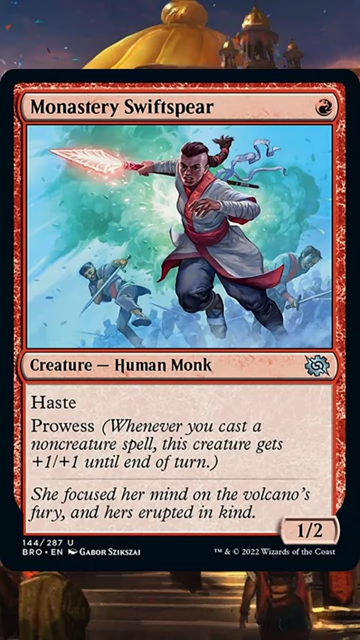 Monastery Swiftspear
Creature — Human Monk
Haste
Prowess (Whenever you cast a
noncreature spell, this creature gets
+1/+1 until end of turn.)
She focused her mind on the volcano's
fury, and hers erupted in kind.
1/2
144/287 U
BRO • EN Gabor Szikszai
™ & © 2022 Wizards of the Coast